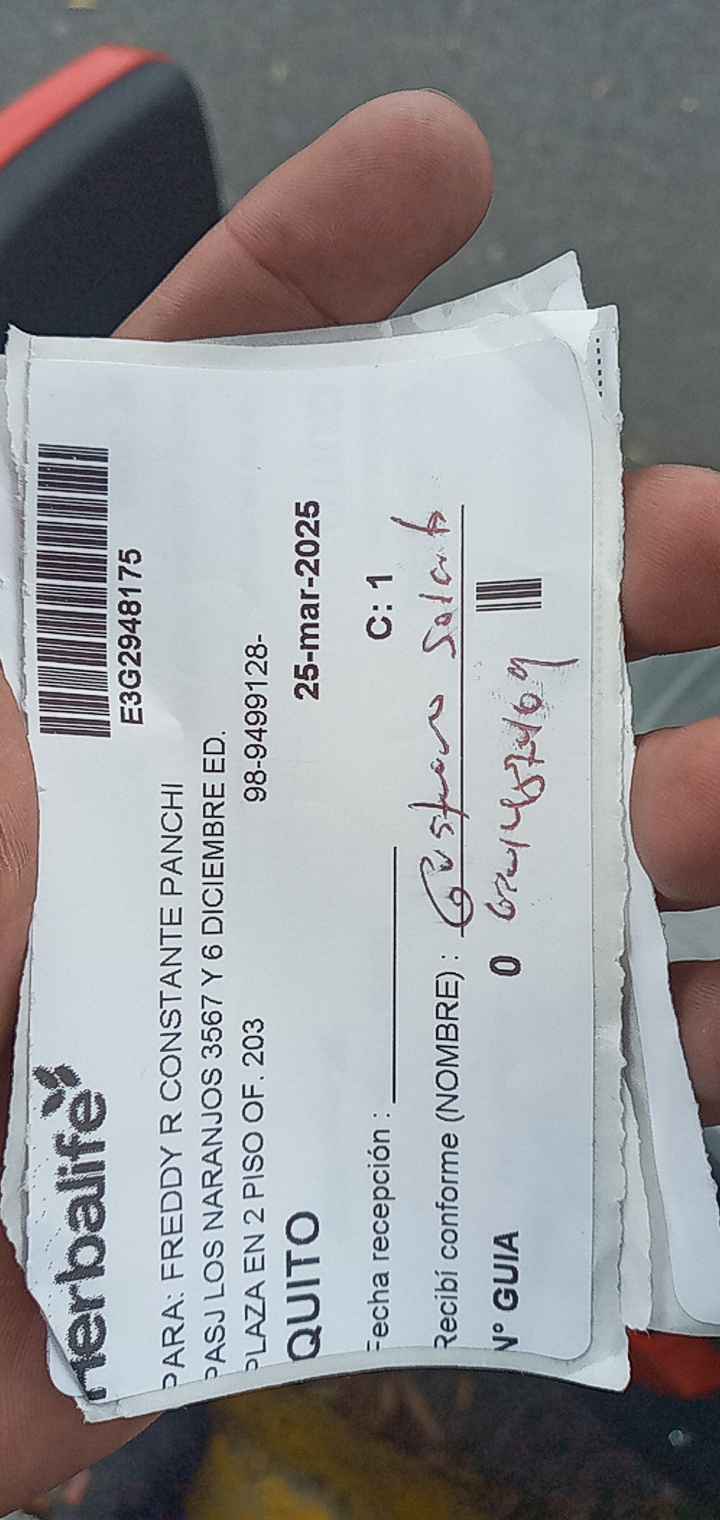 Herbalife
E3G2948175
PARA: FREDDY R CONSTANTE PANCHI
PASJ LOS NARANJOS 3567 Y 6 DICIEMBRE ED.
PLAZA EN 2 PISO OF. 203
98-9499128-
QUITO
25-mar-2025
Fecha recepción :
C: 1
Recibí conforme (NOMBRE) :
N° GUIA
0